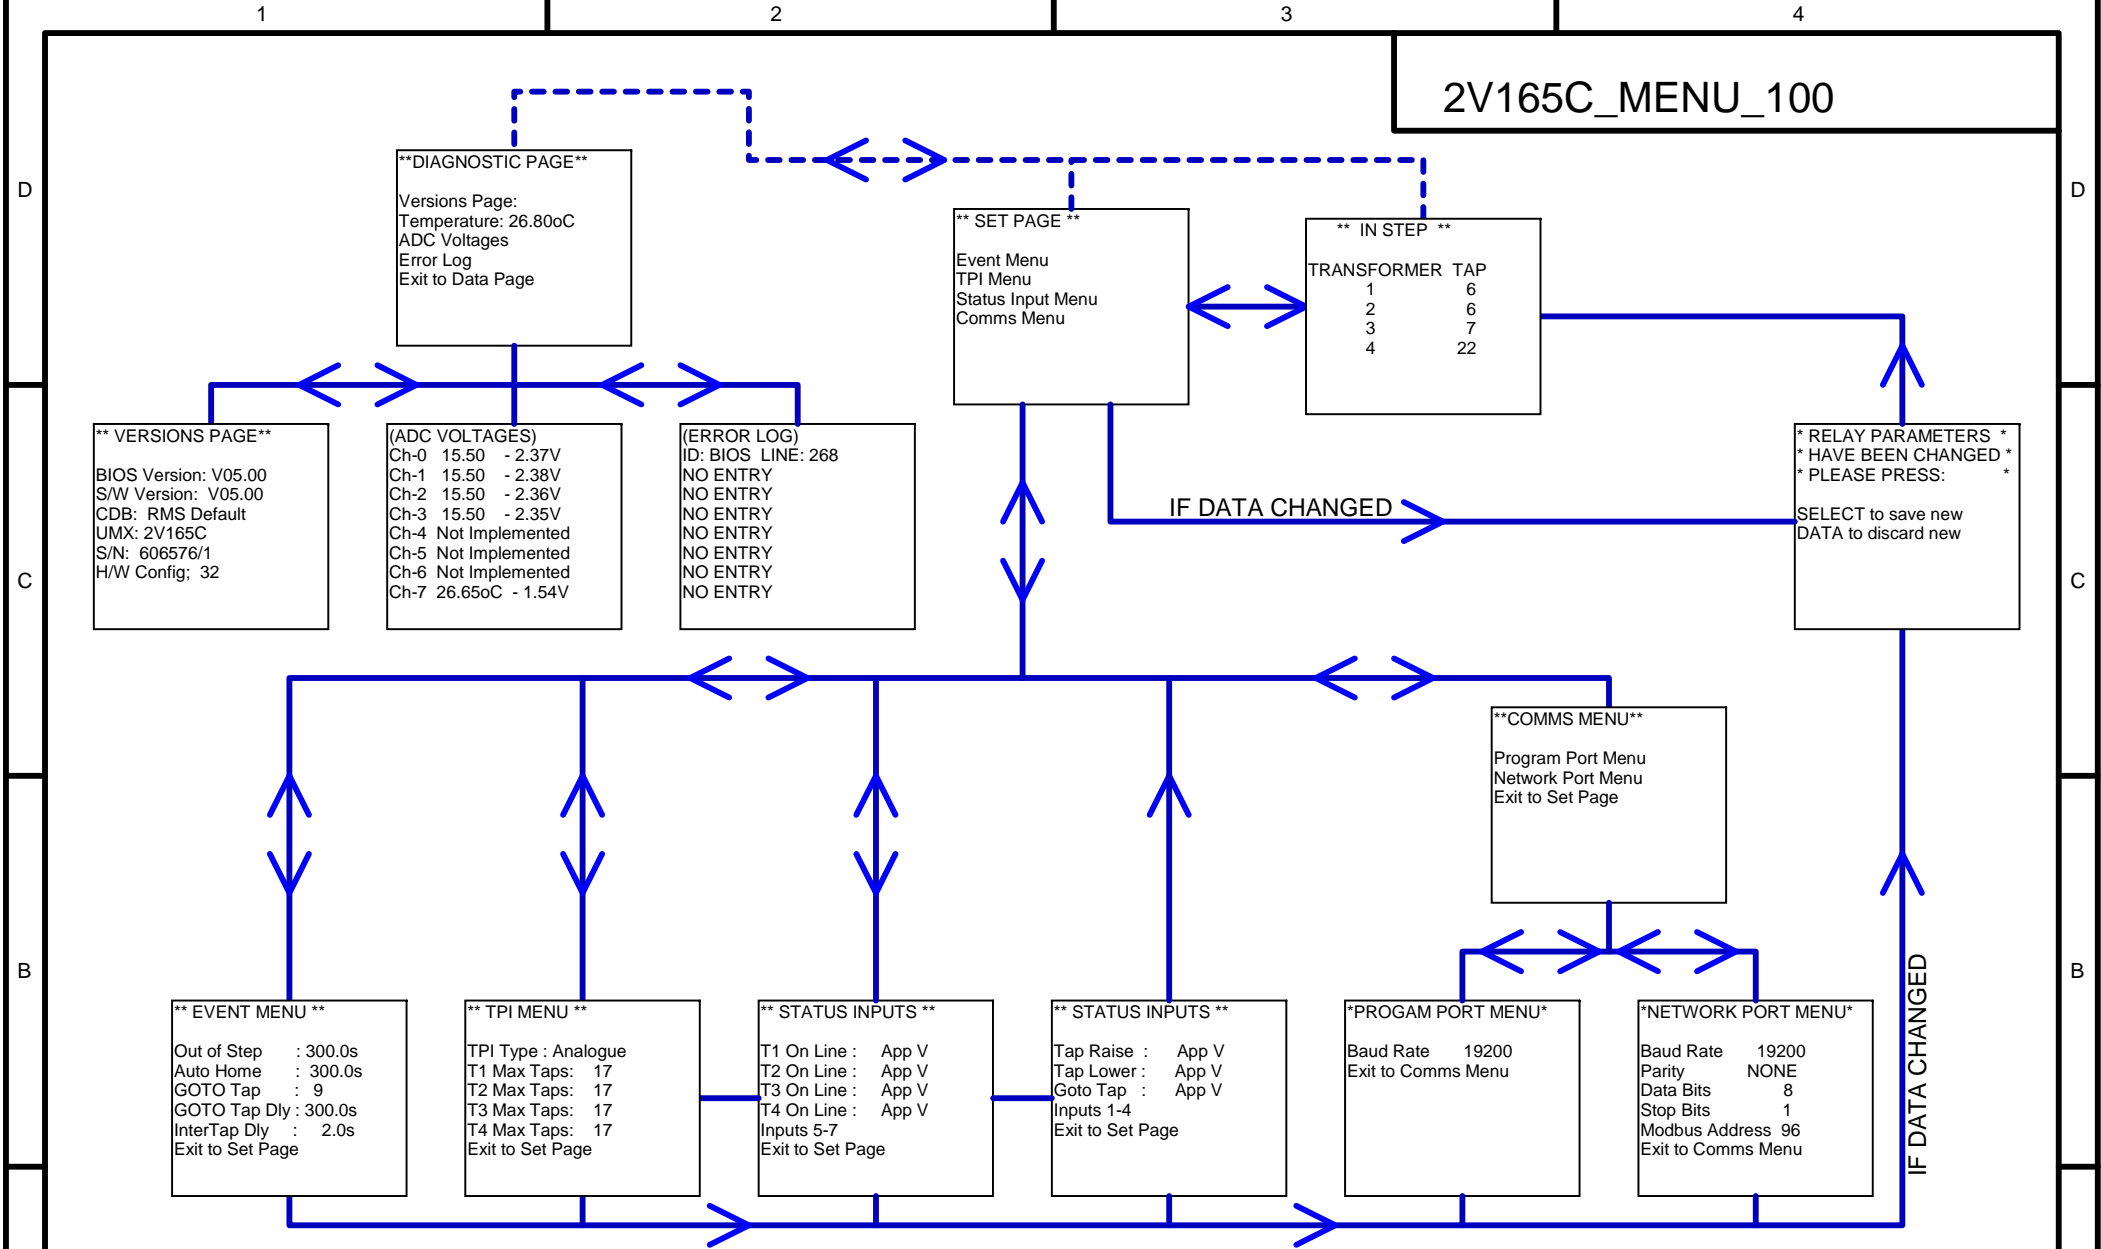 1 2 3 4
2V165C_MENU_100
D
D
**DIAGNOSTIC PAGE**
Versions Page:
Temperature: 26.80oC
ADC Voltages
Error Log
Exit to Data Page
** SET PAGE **
Event Menu
TPI Menu
Status Input Menu
Comms Menu
** IN STEP **
TRANSFORMER TAP
1 6
2 6
3 7
4 22
** VERSIONS PAGE**
BIOS Version: V05.00
S/W Version: V05.00
CDB: RMS Default
UMX: 2V165C
S/N: 606576/1
H/W Config; 32
(ADC VOLTAGES)
Ch-0 15.50 - 2.37V
Ch-1 15.50 - 2.38V
Ch-2 15.50 - 2.36V
Ch-3 15.50 - 2.35V
Ch-4 Not Implemented
Ch-5 Not Implemented
Ch-6 Not Implemented
Ch-7 26.65oC - 1.54V
(ERROR LOG)
ID: BIOS LINE: 268
NO ENTRY
NO ENTRY
NO ENTRY
NO ENTRY
NO ENTRY
NO ENTRY
NO ENTRY
IF DATA CHANGED
* RELAY PARAMETERS *
* HAVE BEEN CHANGED *
* PLEASE PRESS: *
SELECT to save new
DATA to discard new
C
C
**COMMS MENU**
Program Port Menu
Network Port Menu
Exit to Set Page
B
B
** EVENT MENU **
Out of Step : 300.0s
Auto Home : 300.0s
GOTO Tap : 9
GOTO Tap Dly : 300.0s
InterTap Dly : 2.0s
Exit to Set Page
** TPI MENU **
TPI Type : Analogue
T1 Max Taps: 17
T2 Max Taps: 17
T3 Max Taps: 17
T4 Max Taps: 17
Exit to Set Page
** STATUS INPUTS **
T1 On Line : App V
T2 On Line : App V
T3 On Line : App V
T4 On Line : App V
Inputs 5-7
Exit to Set Page
** STATUS INPUTS **
Tap Raise : App V
Tap Lower : App V
Goto Tap : App V
Inputs 1-4
Exit to Set Page
*PROGAM PORT MENU*
Baud Rate 19200
Exit to Comms Menu
*NETWORK PORT MENU*
Baud Rate 19200
Parity NONE
Data Bits 8
Stop Bits 1
Modbus Address 96
Exit to Comms Menu
IF DATA CHANGED